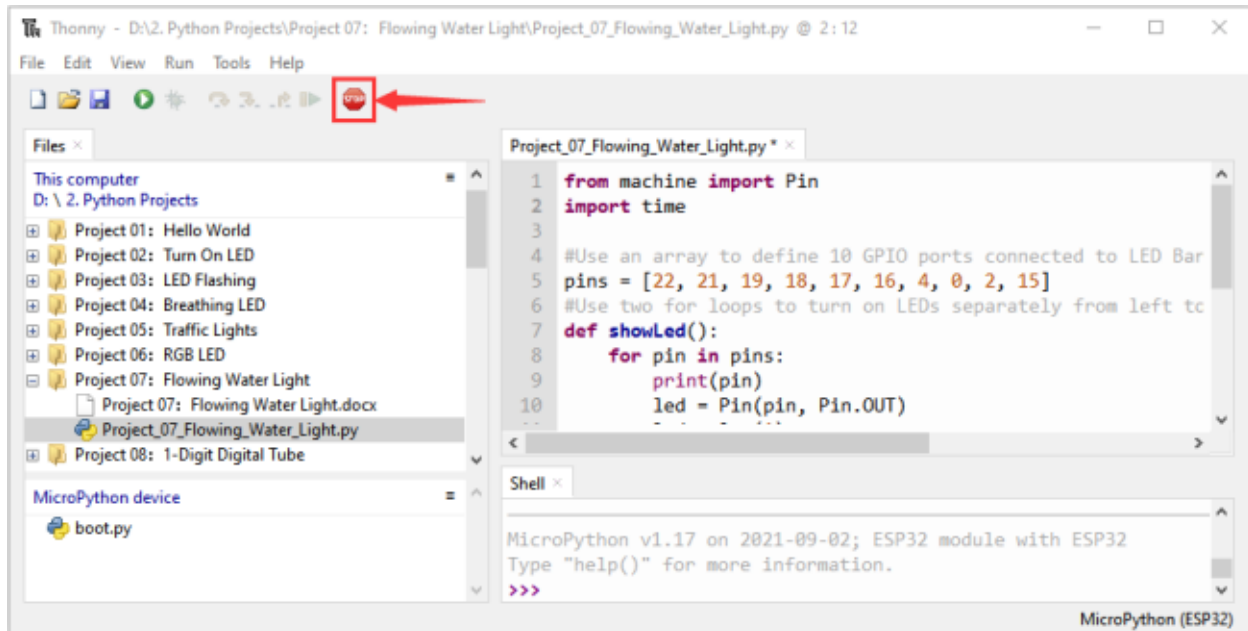 Thonny - D:\2. Python Projects\Project 07: Flowing Water Light\Project_07_Flowing_Water_Light.py @ 2:12
File Edit View Run Tools Help
STOP
Files
This computer
D: \ 2. Python Projects
Project 01: Hello World
Project 02: Turn On LED
Project 03: LED Flashing
Project 04: Breathing LED
Project 05: Traffic Lights
Project 06: RGB LED
Project 07: Flowing Water Light
Project 07: Flowing Water Light.docx
Project_07_Flowing_Water_Light.py
Project 08: 1-Digit Digital Tube
MicroPython device
boot.py
Project_07_Flowing_Water_Light.py *
1 from machine import Pin
2 import time
3
4 #Use an array to define 10 GPIO ports connected to LED Bar
5 pins = [22, 21, 19, 18, 17, 16, 4, 0, 2, 15]
6 #Use two for loops to turn on LEDs separately from left to
7 def showLed():
8     for pin in pins:
9         print(pin)
10         led = Pin(pin, Pin.OUT)
Shell
MicroPython v1.17 on 2021-09-02; ESP32 module with ESP32
Type "help()" for more information.
>>>
MicroPython (ESP32)